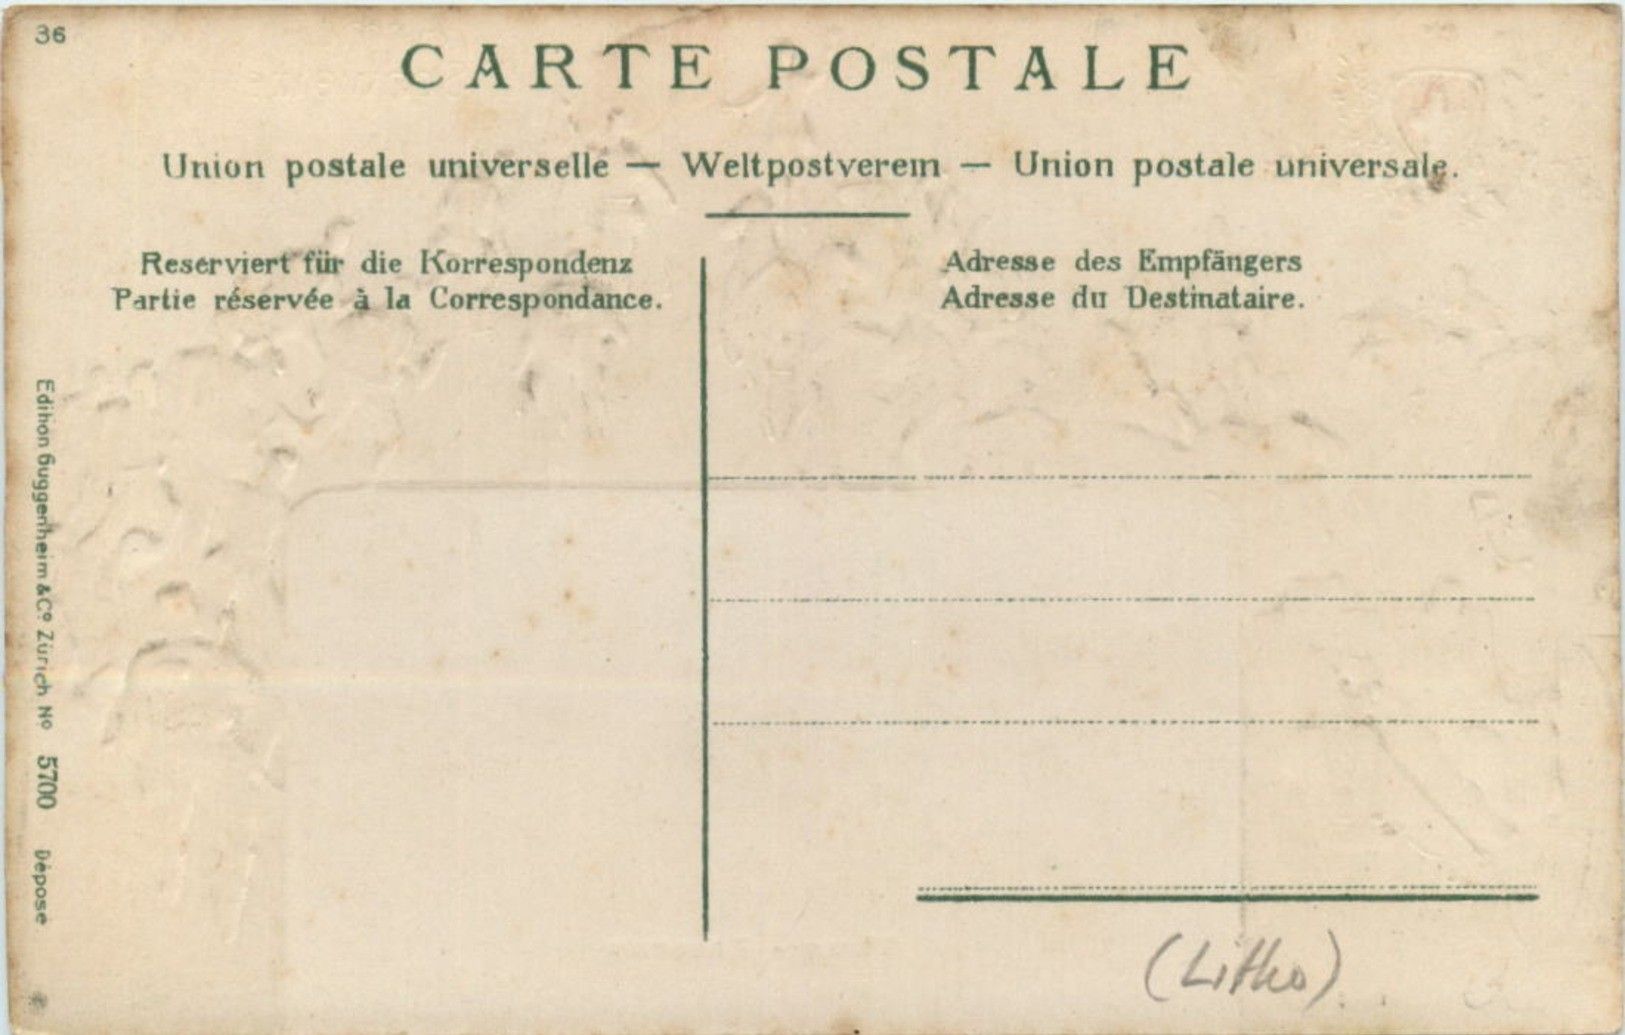 36
CARTE POSTALE
Union postale universelle — Weltpostverein — Union postale universale.
Reserviert für die Korrespondenz
Partie réservée à la Correspondance.
Adresse des Empfängers
Adresse du Destinataire.
Edition Guggenheim & Cº Zürich Nº 5700 Dèpose
(Litho)